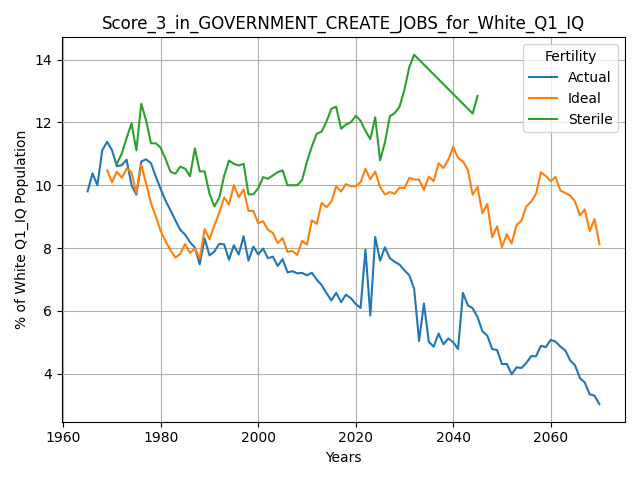 Score_3_in_GOVERNMENT_CREATE_JOBS_for_White_Q1_IQ
Fertility
Actual
Ideal
Sterile
% of White Q1_IQ Population
14
12
10
8
6
4
1960
1980
2000
2020
2040
2060
Years